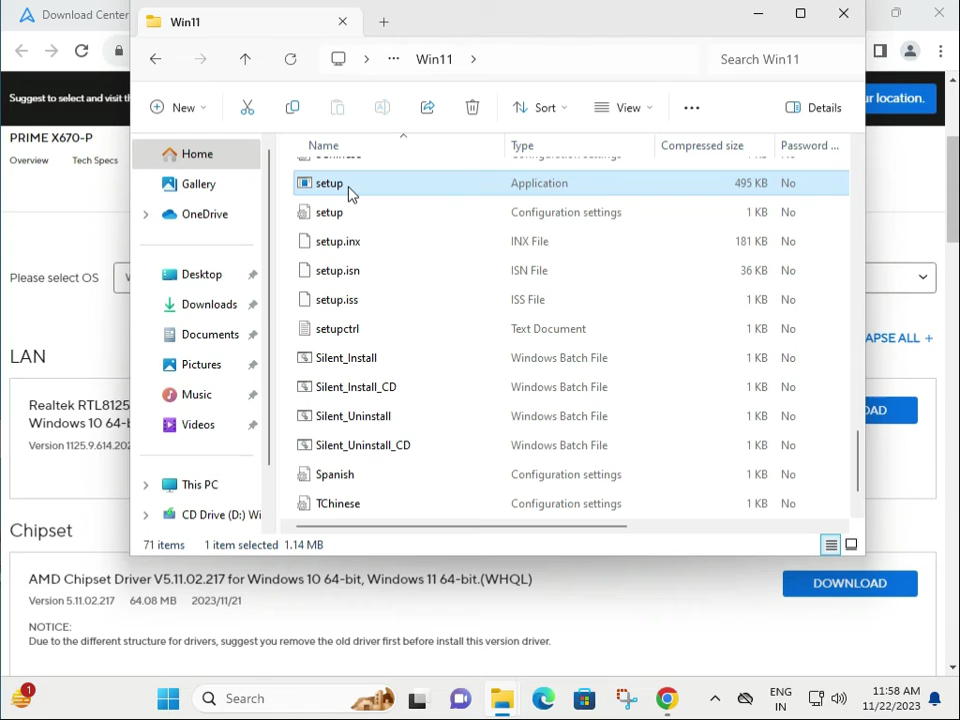 Download Center
Win11
Win11
Search Win11
Suggest to select and visit th
ur location.
New
Sort
View
Details
PRIME X670-P
Overview
Tech Specs
Name
Type
Compressed size
Password ...
Home
Gallery
OneDrive
Desktop
Downloads
Documents
Pictures
Music
Videos
This PC
CD Drive (D:) Wi
setup
Application
495 KB
No
setup
Configuration settings
1 KB
No
setup.inx
INX File
181 KB
No
setup.isn
ISN File
36 KB
No
setup.iss
ISS File
1 KB
No
setupctrl
Text Document
1 KB
No
Silent_Install
Windows Batch File
1 KB
No
Silent_Install_CD
Windows Batch File
1 KB
No
Silent_Uninstall
Windows Batch File
1 KB
No
Silent_Uninstall_CD
Windows Batch File
1 KB
No
Spanish
Configuration settings
1 KB
No
TChinese
Configuration settings
1 KB
No
71 items
1 item selected
1.14 MB
Please select OS
APSE ALL +
LAN
Realtek RTL8125
Windows 10 64-b
Version 1125.9.614.202
OAD
Chipset
AMD Chipset Driver V5.11.02.217 for Windows 10 64-bit, Windows 11 64-bit.(WHQL)
Version 5.11.02.217
64.08 MB
2023/11/21
DOWNLOAD
NOTICE:
Due to the different structure for drivers, suggest you remove the old driver first before install this version driver.
1
Search
ENG
IN
11:58 AM
11/22/2023